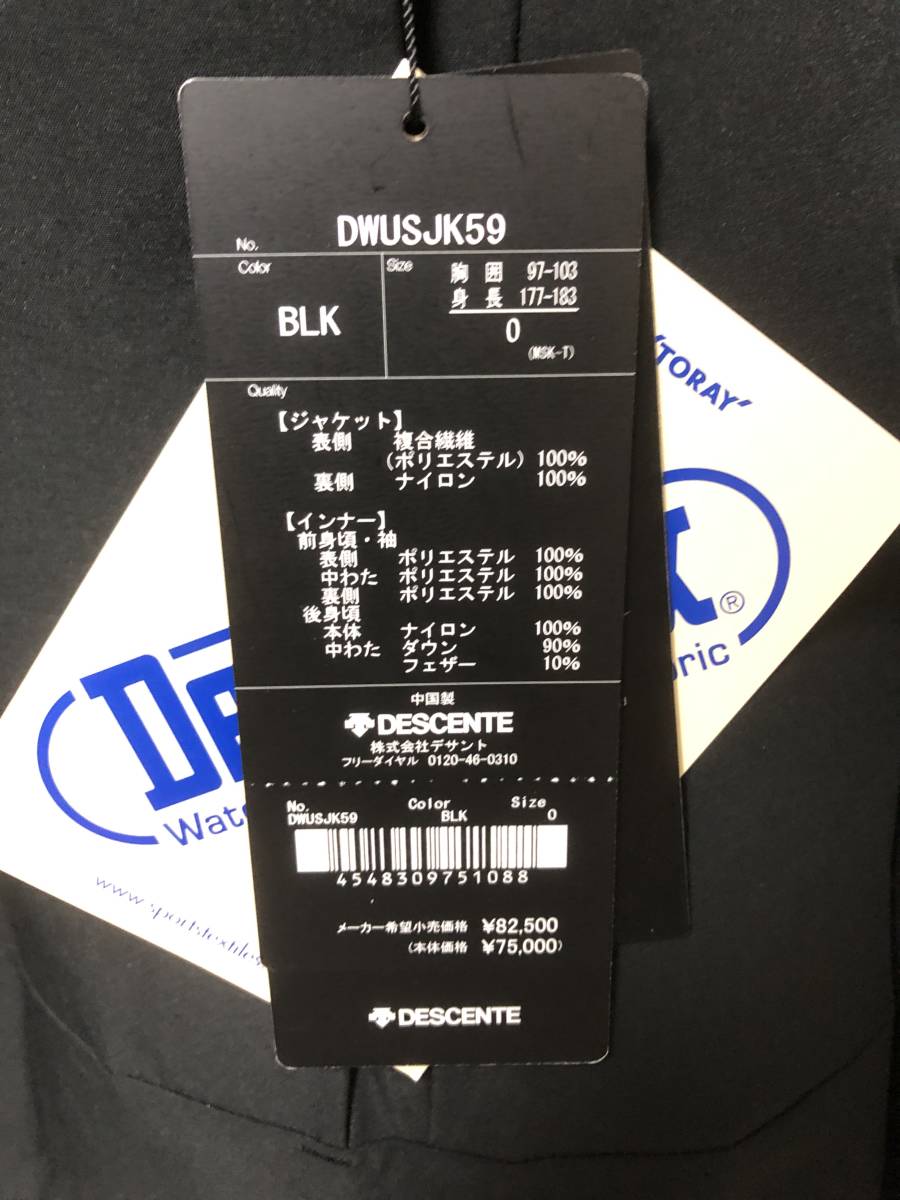 No. DWUSJK59
Color
BLK
Size
胸囲 97-103
身長 177-183
0
(MSK-T)
Quality
【ジャケット】
表側 複合繊維
(ポリエステル) 100%
裏側 ナイロン 100%
【インナー】
前身頃・袖
表側 ポリエステル 100%
中わた ポリエステル 100%
裏側 ポリエステル 100%
後身頃
本体 ナイロン 100%
中わた ダウン 90%
フェザー 10%
中国製
DESCENTE
株式会社デサント
フリーダイヤル 0120-46-0310
No. Color Size
DWUSJK59 BLK 0
4548309751088
メーカー希望小売価格 ¥82,500
(本体価格 ¥75,000)
DESCENTE
"TORAY"
DE
X®
Wat
bric
www.sportstextiles